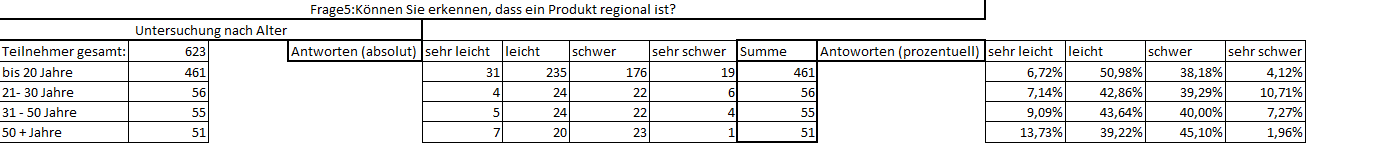 Frage5:Können Sie erkennen, dass ein Produkt regional ist?
Untersuchung nach Alter
Teilnehmer gesamt: 623 Antworten (absolut) sehr leicht leicht schwer sehr schwer Summe Antoworten (prozentuell) sehr leicht leicht schwer sehr schwer
bis 20 Jahre 461 31 235 176 19 461 6,72% 50,98% 38,18% 4,12%
21- 30 Jahre 56 4 24 22 6 56 7,14% 42,86% 39,29% 10,71%
31 - 50 Jahre 55 5 24 22 4 55 9,09% 43,64% 40,00% 7,27%
50 + Jahre 51 7 20 23 1 51 13,73% 39,22% 45,10% 1,96%